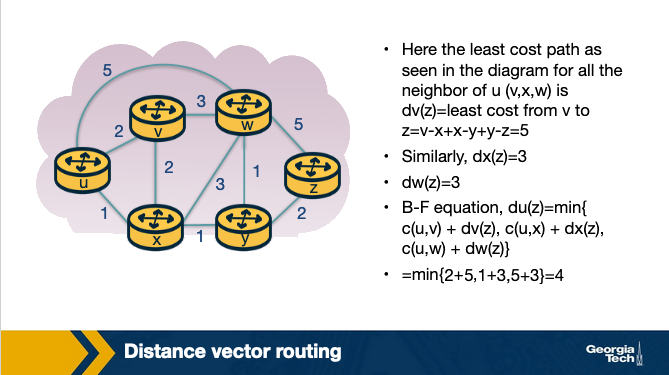 5
3
v
w
5
2
u
2
3
1
z
1
x
1
y
2
• Here the least cost path as
seen in the diagram for all the
neighbor of u (v,x,w) is
dv(z)=least cost from v to
z=v-x+x-y+y-z=5
• Similarly, dx(z)=3
• dw(z)=3
• B-F equation, du(z)=min{
c(u,v) + dv(z), c(u,x) + dx(z),
c(u,w) + dw(z)}
• =min{2+5,1+3,5+3}=4
Distance vector routing
Georgia
Tech